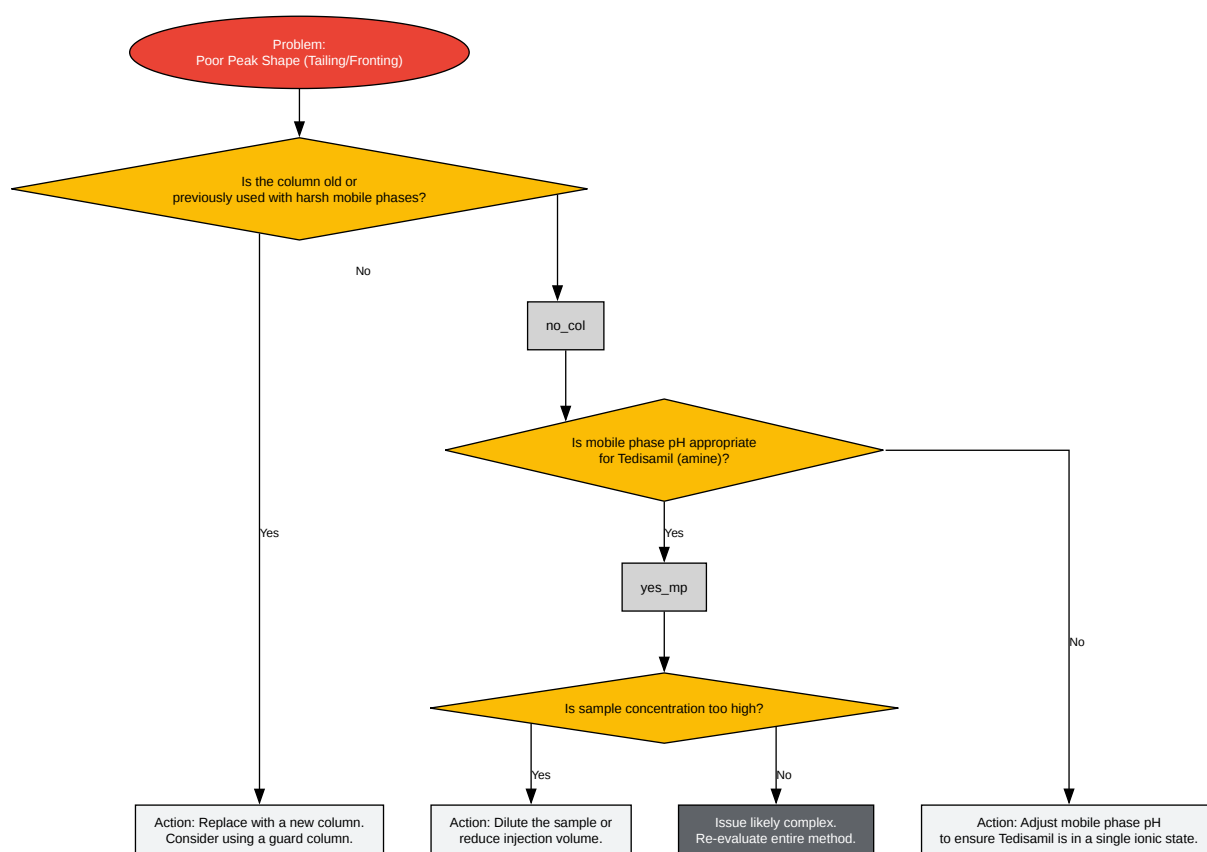 Problem:
Poor Peak Shape (Tailing/Fronting)
Is the column old or
previously used with harsh mobile phases?
No
no_col
Is mobile phase pH appropriate
for Tedisamil (amine)?
Yes
Yes
yes_mp
No
Is sample concentration too high?
Yes
No
Action: Replace with a new column.
Consider using a guard column.
Action: Dilute the sample or
reduce injection volume.
Issue likely complex.
Re-evaluate entire method.
Action: Adjust mobile phase pH
to ensure Tedisamil is in a single ionic state.